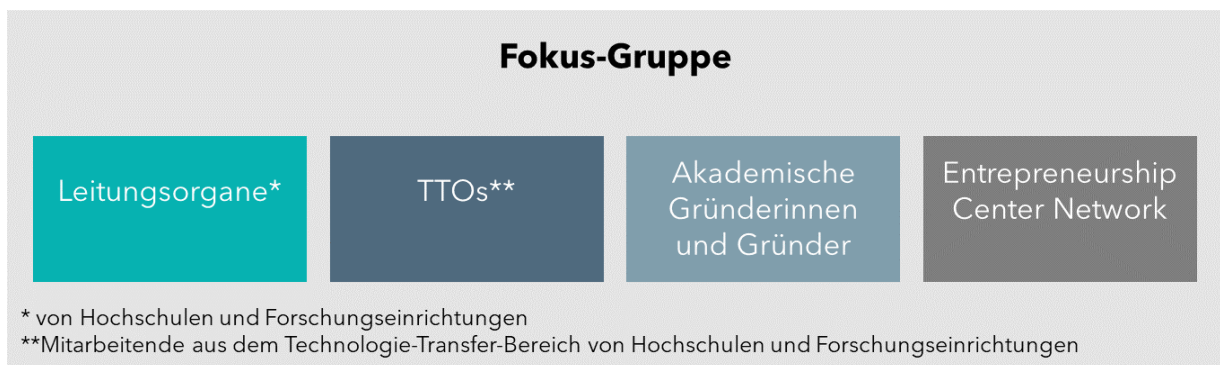 Fokus-Gruppe
Leitungsorgane*
TTOs**
Akademische
Gründerinnen
und Gründer
Entrepreneurship
Center Network
* von Hochschulen und Forschungseinrichtungen
**Mitarbeitende aus dem Technologie-Transfer-Bereich von Hochschulen und Forschungseinrichtungen